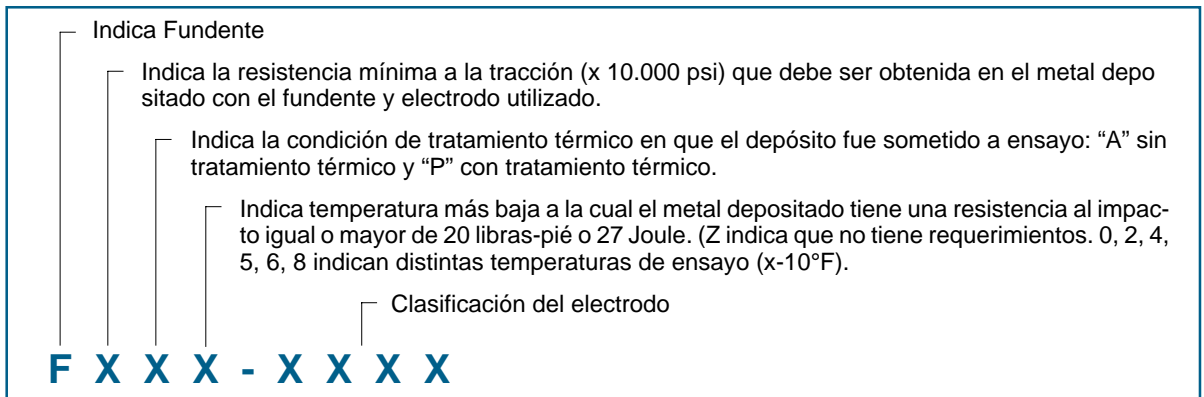 Indica Fundente
Indica la resistencia mínima a la tracción (x 10.000 psi) que debe ser obtenida en el metal depo
sitado con el fundente y electrodo utilizado.
Indica la condición de tratamiento térmico en que el depósito fue sometido a ensayo: “A” sin
tratamiento térmico y “P” con tratamiento térmico.
Indica temperatura más baja a la cual el metal depositado tiene una resistencia al impac-
to igual o mayor de 20 libras-pié o 27 Joule. (Z indica que no tiene requerimientos. 0, 2, 4,
5, 6, 8 indican distintas temperaturas de ensayo (x-10°F).
Clasificación del electrodo
F X X X - X X X X